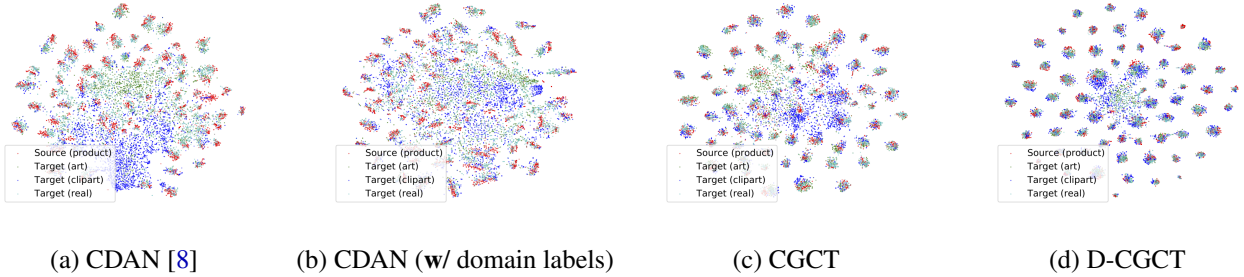 Source (product)
Target (art)
Target (clipart)
Target (real)
Source (product)
Target (art)
Target (clipart)
Target (real)
Source (product)
Target (art)
Target (clipart)
Target (real)
Source (product)
Target (art)
Target (clipart)
Target (real)
(a) CDAN [8]
(b) CDAN (w/ domain labels)
(c) CGCT
(d) D-CGCT